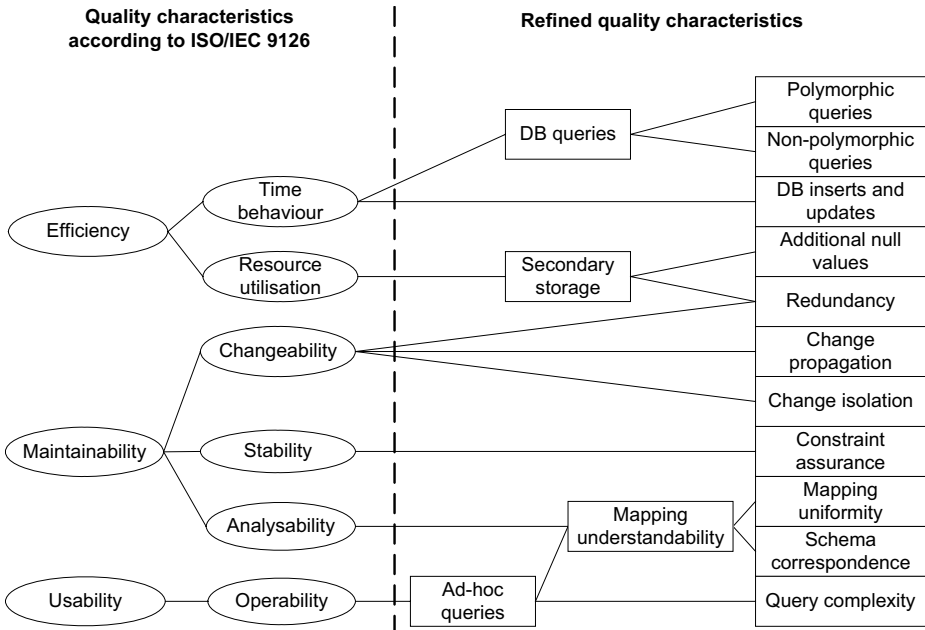 Quality characteristics
according to ISO/IEC 9126
Refined quality characteristics
Efficiency
Time
behaviour
Resource
utilisation
DB queries
Secondary
storage
Polymorphic
queries
Non-polymorphic
queries
DB inserts and
updates
Additional null
values
Redundancy
Maintainability
Changeability
Stability
Analysability
Mapping
understandability
Change
propagation
Change isolation
Constraint
assurance
Mapping
uniformity
Schema
correspondence
Usability
Operability
Ad-hoc
queries
Query complexity